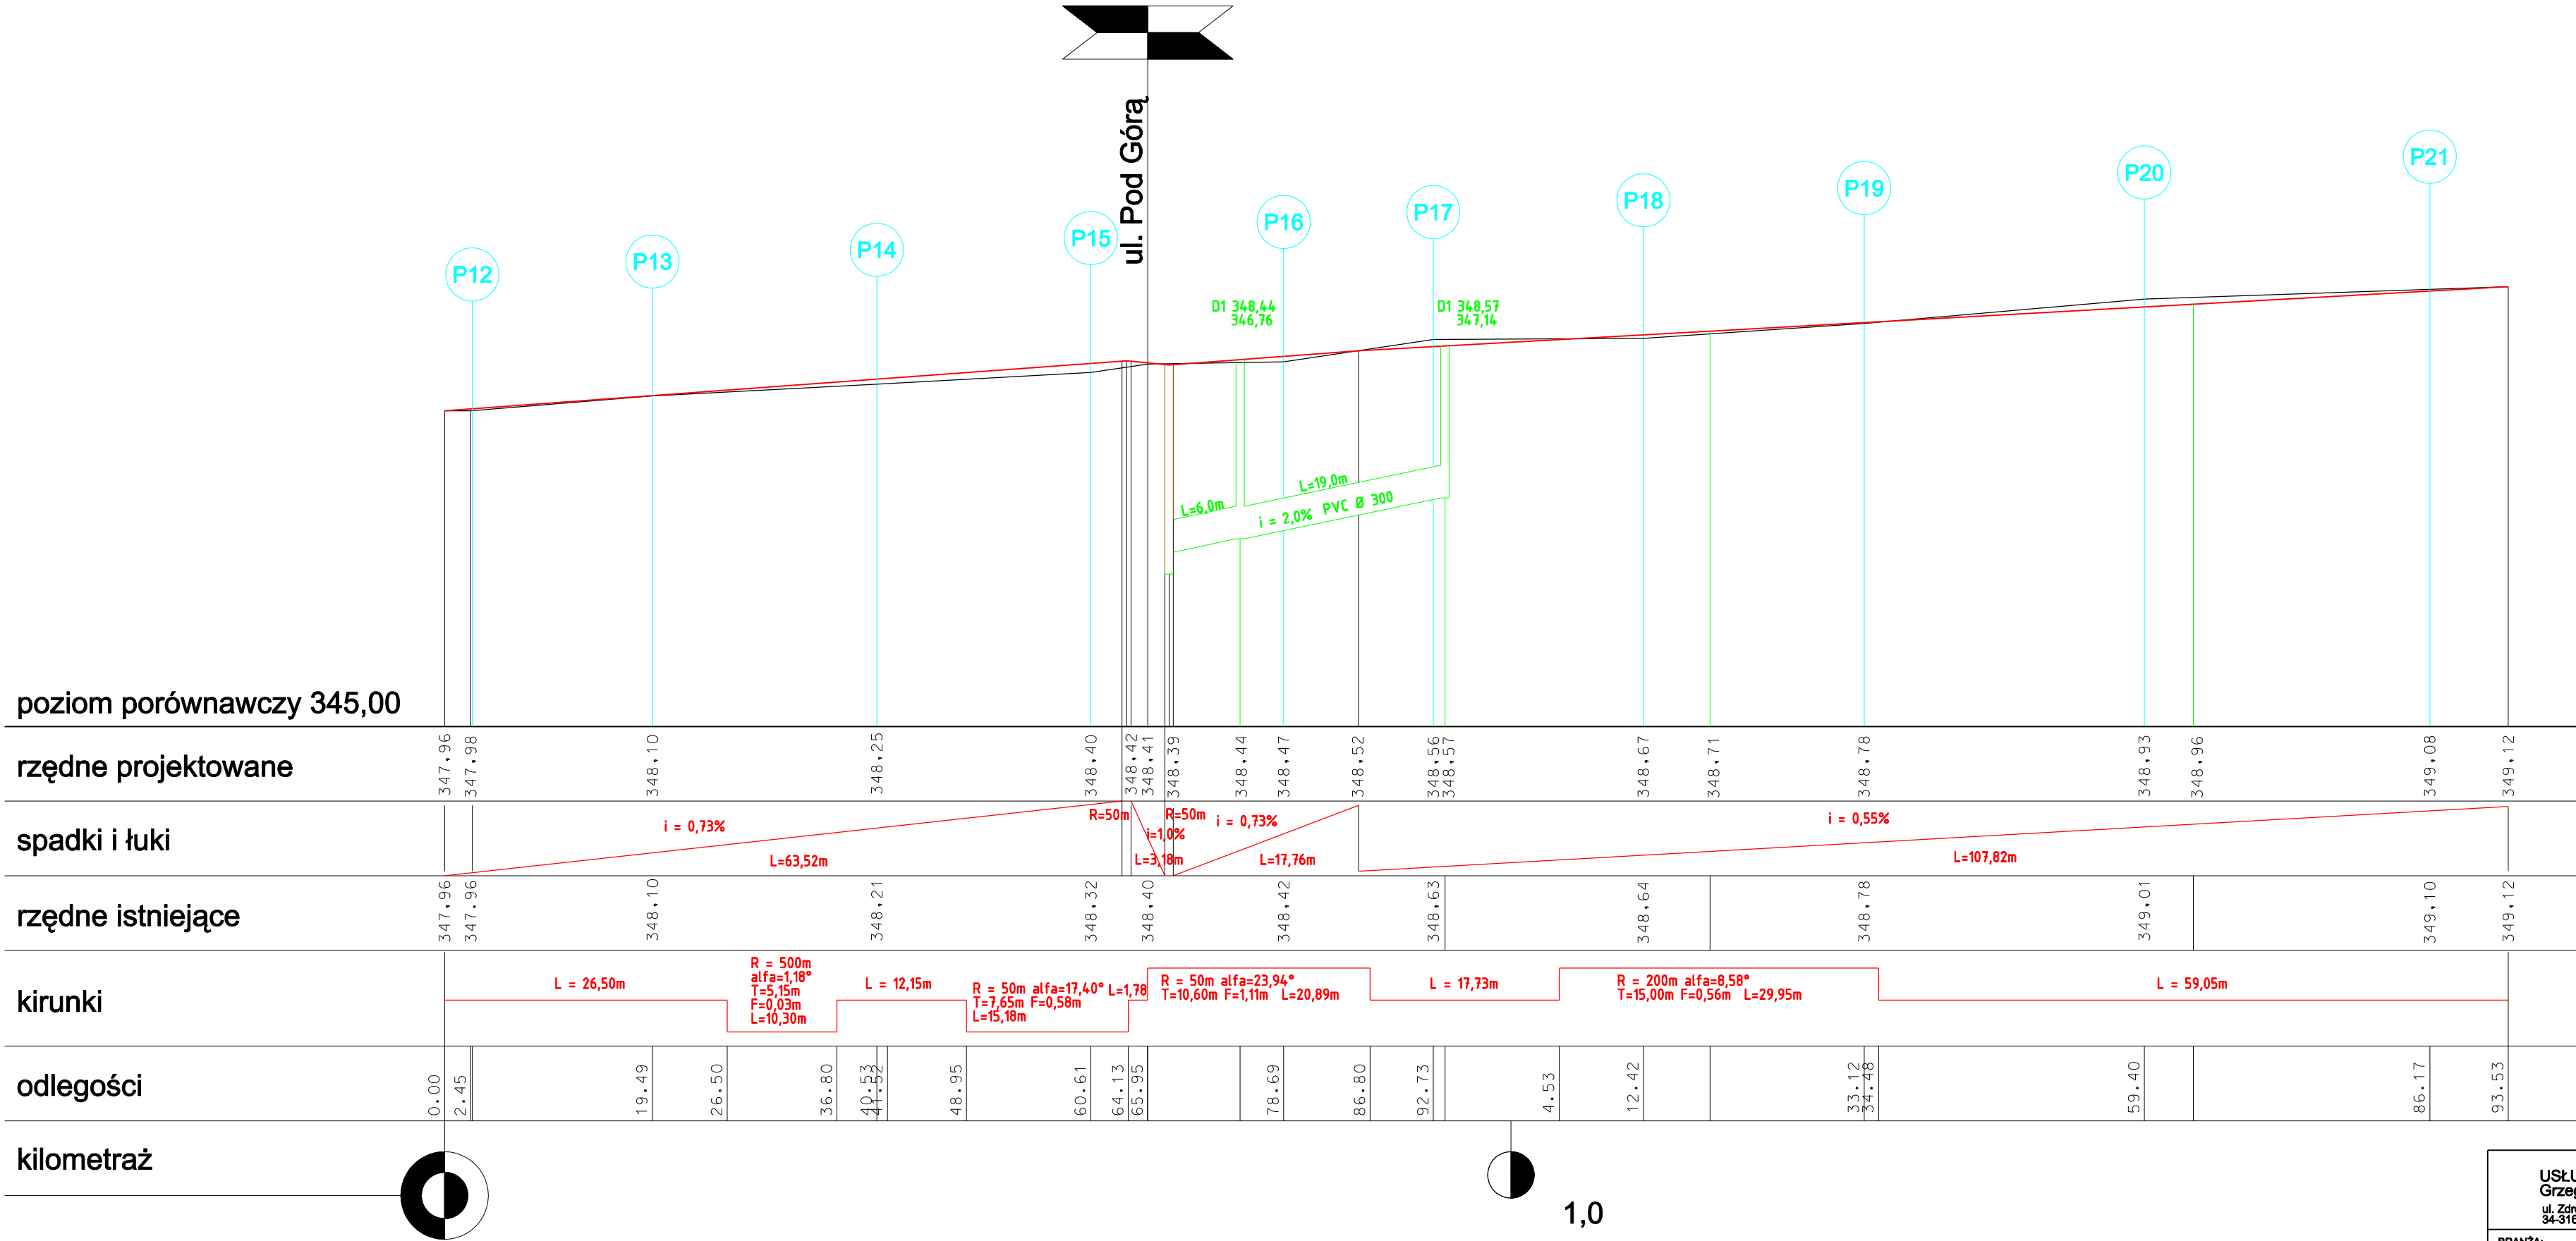 ul. Pod Górą
P12
P13
P14
P15
P16
P17
P18
P19
P20
P21
D1 348,44
346,76
D1 348,57
347,14
L=6,0m
L=19,0m
i = 2,0% PVC Ø 300
poziom porównawczy 345,00
rzędne projektowane
347,96
347,98
348,10
348,25
348,40
348,42
348,41
348,39
348,44
348,47
348,52
348,56
348,57
348,67
348,71
348,78
348,93
348,96
349,08
349,12
spadki i łuki
i = 0,73%
L=63,52m
R=50m
i=1,0%
L=3,18m
R=50m
i = 0,73%
L=17,76m
i = 0,55%
L=107,82m
rzędne istniejące
347,96
347.96
348,10
348,21
348,32
348,40
348,42
348,63
348,64
348,78
349,01
349,10
349,12
kirunki
L = 26,50m
R = 500m
alfa=1,18°
T=5,15m
F=0,03m
L=10,30m
L = 12,15m
R = 50m alfa=17,40° L=1,78
T=7,65m F=0,58m
L=15,18m
R = 50m alfa=23,94°
T=10,60m F=1,11m L=20,89m
L = 17,73m
R = 200m alfa=8,58°
T=15,00m F=0,56m L=29,95m
L = 59,05m
odlegości
0.00
2.45
19.49
26.50
36.80
40.53
41.52
48.95
60.61
64.13
65.95
78.69
86.80
92.73
4.53
12.42
33.12
34.48
59.40
86.17
93.53
kilometraż
1,0
USŁU
Grzeg
34-316